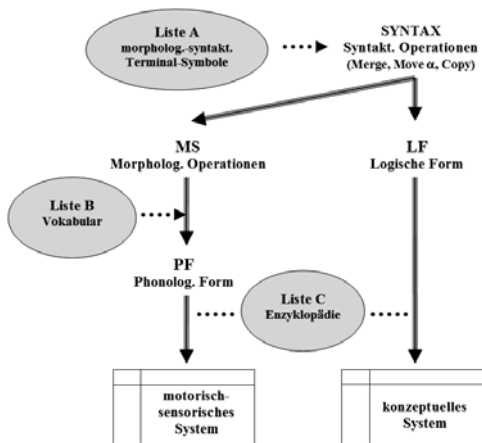 Liste A
morpholog.-syntakt.
Terminal-Symbole
SYNTAX
Syntakt. Operationen
(Merge, Move α, Copy)
MS
Morpholog. Operationen
LF
Logische Form
Liste B
Vokabular
PF
Phonolog. Form
Liste C
Enzyklopädie
motorisch-
sensorisches
System
konzeptuelles
System